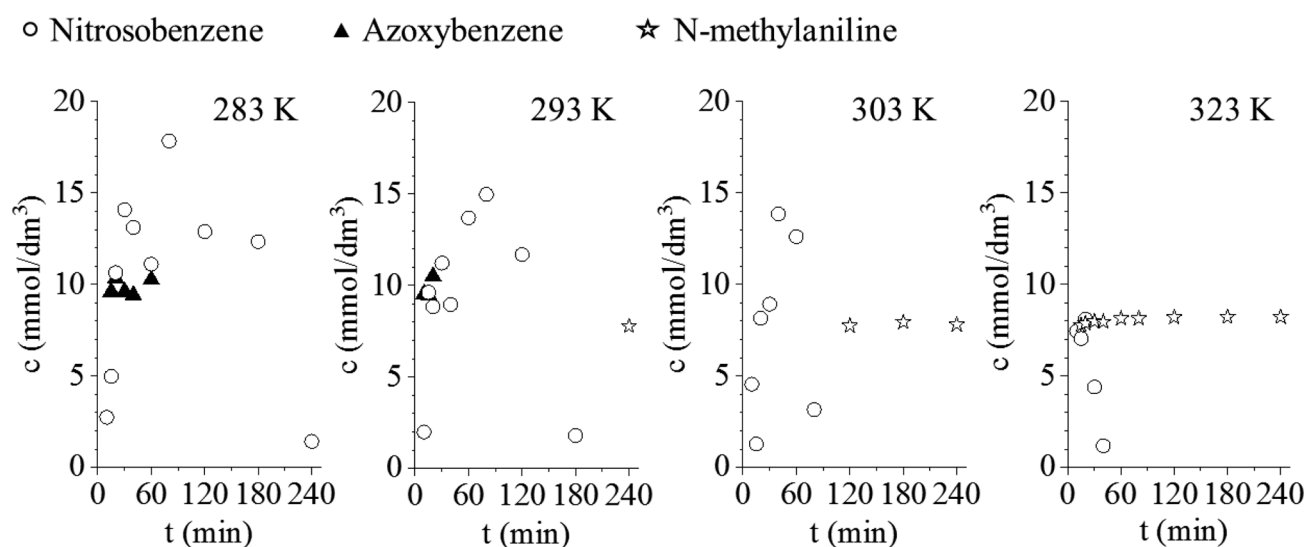 ○ Nitrosobenzene ▲ Azoxybenzene ☆ N-methylaniline
283 K
20
15
10
5
0
c (mmol/dm³)
0 60 120 180 240
t (min)
293 K
20
15
10
5
0
c (mmol/dm³)
0 60 120 180 240
t (min)
303 K
20
15
10
5
0
c (mmol/dm³)
0 60 120 180 240
t (min)
323 K
20
15
10
5
0
c (mmol/dm³)
0 60 120 180 240
t (min)